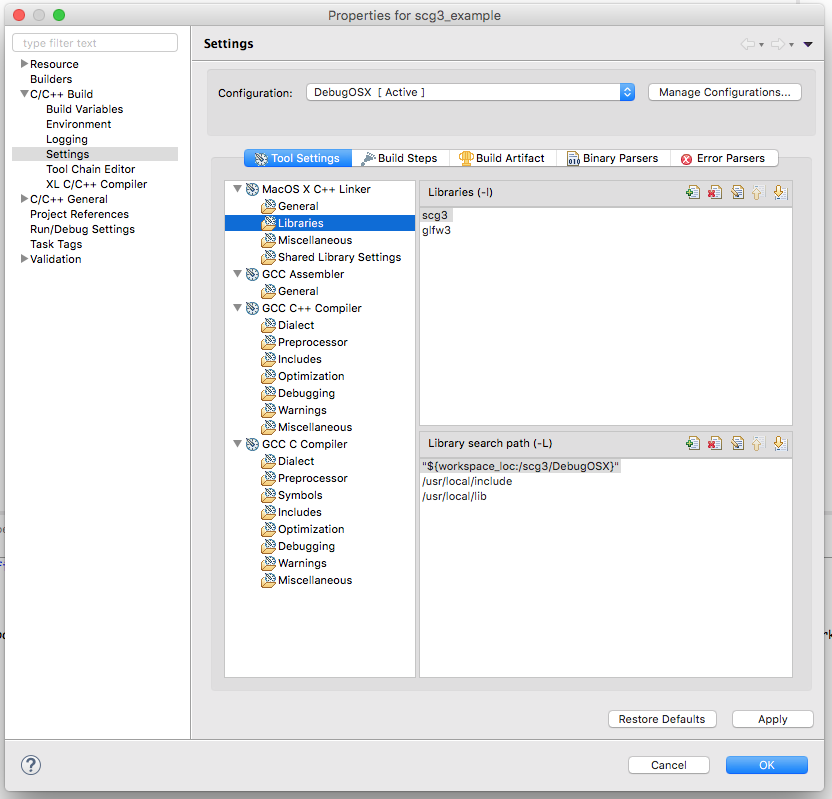 Properties for scg3_example
type filter text
Resource
Builders
C/C++ Build
Build Variables
Environment
Logging
Settings
Tool Chain Editor
XL C/C++ Compiler
C/C++ General
Project References
Run/Debug Settings
Task Tags
Validation
Settings
Configuration:
DebugOSX [ Active ]
Manage Configurations...
Tool Settings
Build Steps
Build Artifact
Binary Parsers
Error Parsers
MacOS X C++ Linker
General
Libraries
Miscellaneous
Shared Library Settings
GCC Assembler
General
GCC C++ Compiler
Dialect
Preprocessor
Includes
Optimization
Debugging
Warnings
Miscellaneous
GCC C Compiler
Dialect
Preprocessor
Symbols
Includes
Optimization
Debugging
Warnings
Miscellaneous
Libraries (-l)
scg3
glfw3
Library search path (-L)
"${workspace_loc:/scg3/DebugOSX}"
/usr/local/include
/usr/local/lib
Restore Defaults
Apply
?
Cancel
OK